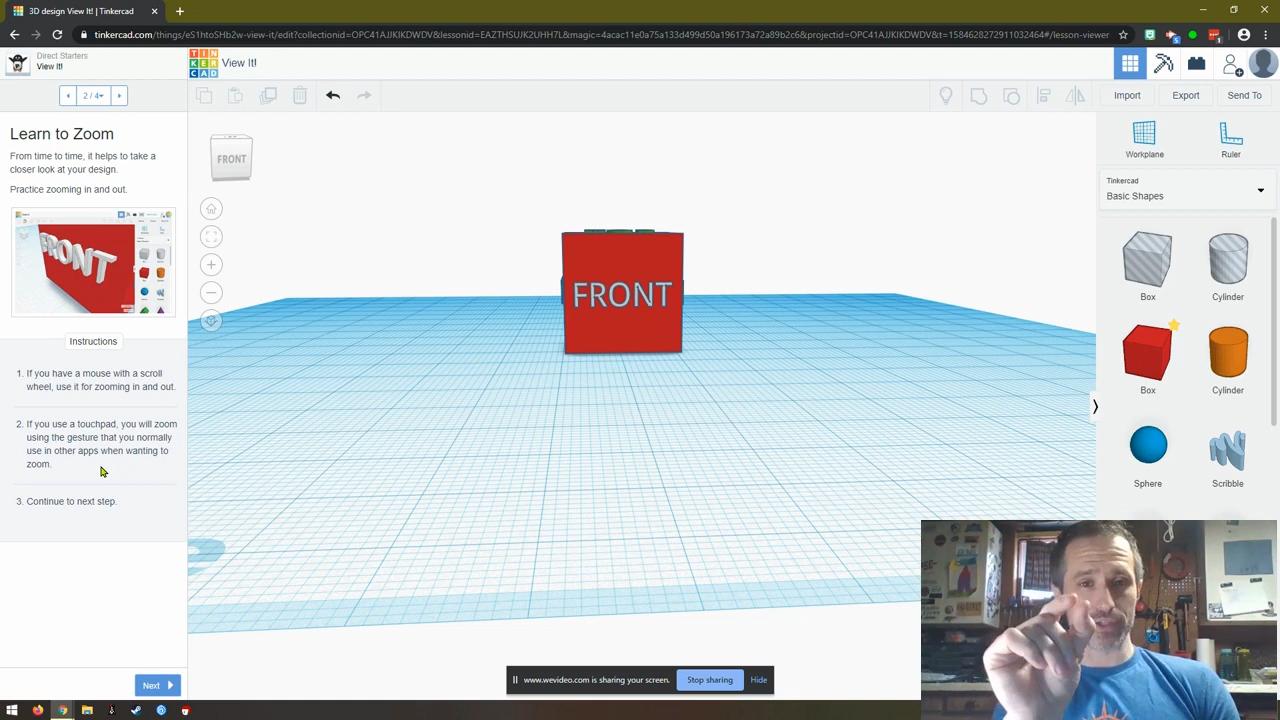 3D design View It! | Tinkercad
tinkercad.com/things/eS1htoSHb2w-view-it/edit?collectionid=OPC41AJJKIKDWDV&lessonid=EAZTHSUJK2UHH7L&magic=4acac11e0a75a133d499d50a196173a72a89b2c6&projectid=OPC41AJJKIKDWDV&t=1584628272911032464#/lesson-viewer
Direct Starters
View It!
TIN
KER
CAD
View It!
2 / 4
Import
Export
Send To
Learn to Zoom
From time to time, it helps to take a
closer look at your design.
Practice zooming in and out.
FRONT
Instructions
1. If you have a mouse with a scroll
wheel, use it for zooming in and out.
2. If you use a touchpad, you will zoom
using the gesture that you normally
use in other apps when wanting to
zoom.
3. Continue to next step.
Next
FRONT
FRONT
Workplane
Ruler
Tinkercad
Basic Shapes
Box
Cylinder
Box
Cylinder
Sphere
Scribble
www.wevideo.com is sharing your screen.
Stop sharing
Hide